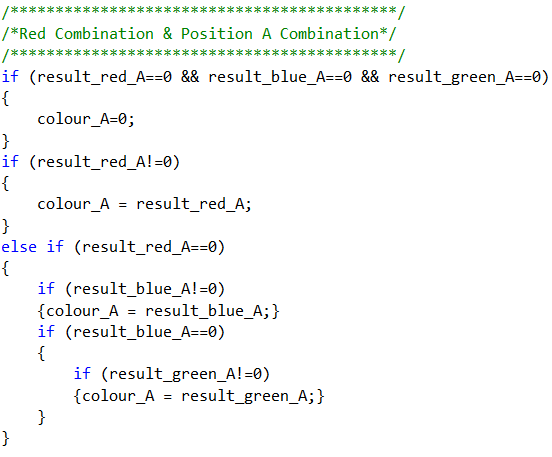 /*******************************************/
/*Red Combination & Position A Combination*/
/*******************************************/
if (result_red_A==0 && result_blue_A==0 && result_green_A==0)
{
    colour_A=0;
}
if (result_red_A!=0)
{
    colour_A = result_red_A;
}
else if (result_red_A==0)
{
    if (result_blue_A!=0)
    {colour_A = result_blue_A;}
    if (result_blue_A==0)
    {
        if (result_green_A!=0)
        {colour_A = result_green_A;}
    }
}